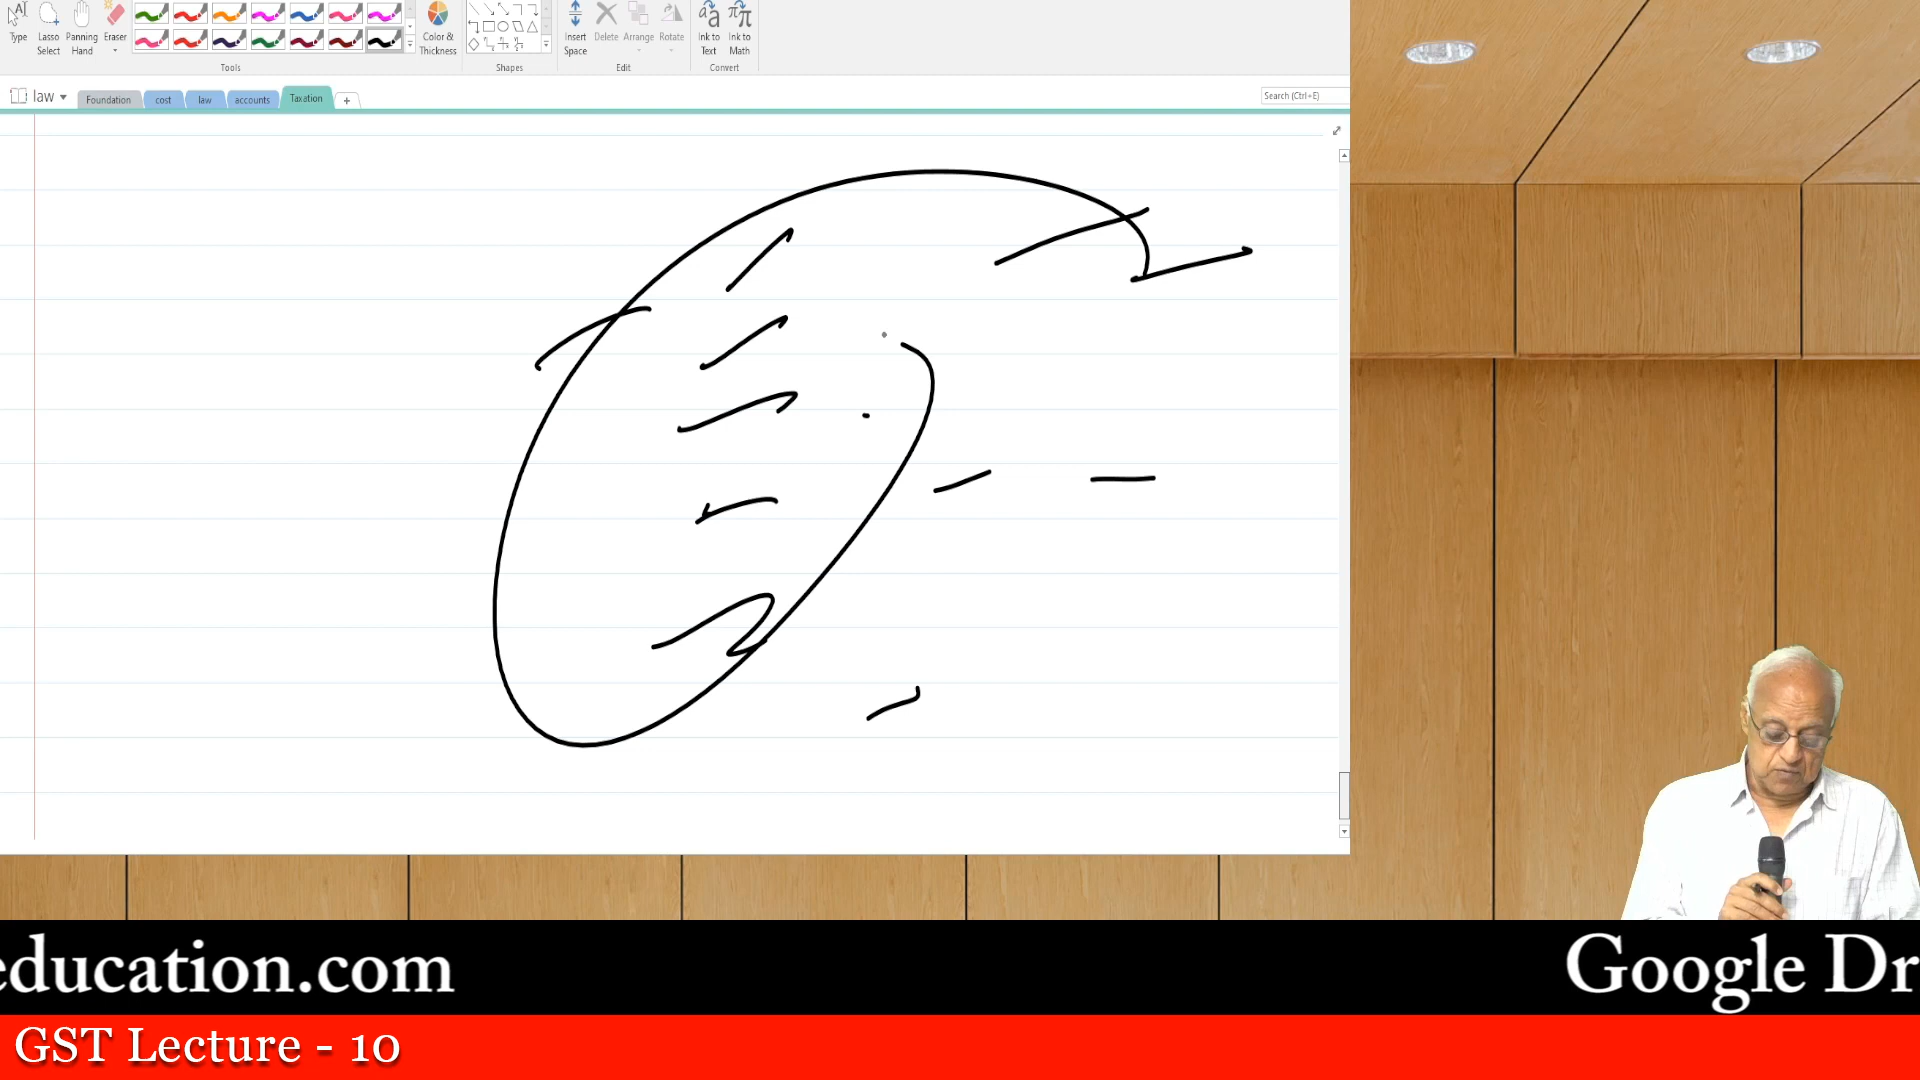 Type
Lasso Select
Panning Hand
Eraser
Color & Thickness
Insert Space
Delete
Arrange
Rotate
Ink to Text
Ink to Math
Tools
Shapes
Edit
Convert
law
Foundation
cost
law
accounts
Taxation
+
Search (Ctrl+E)
education.com
Google Dr
GST Lecture - 10